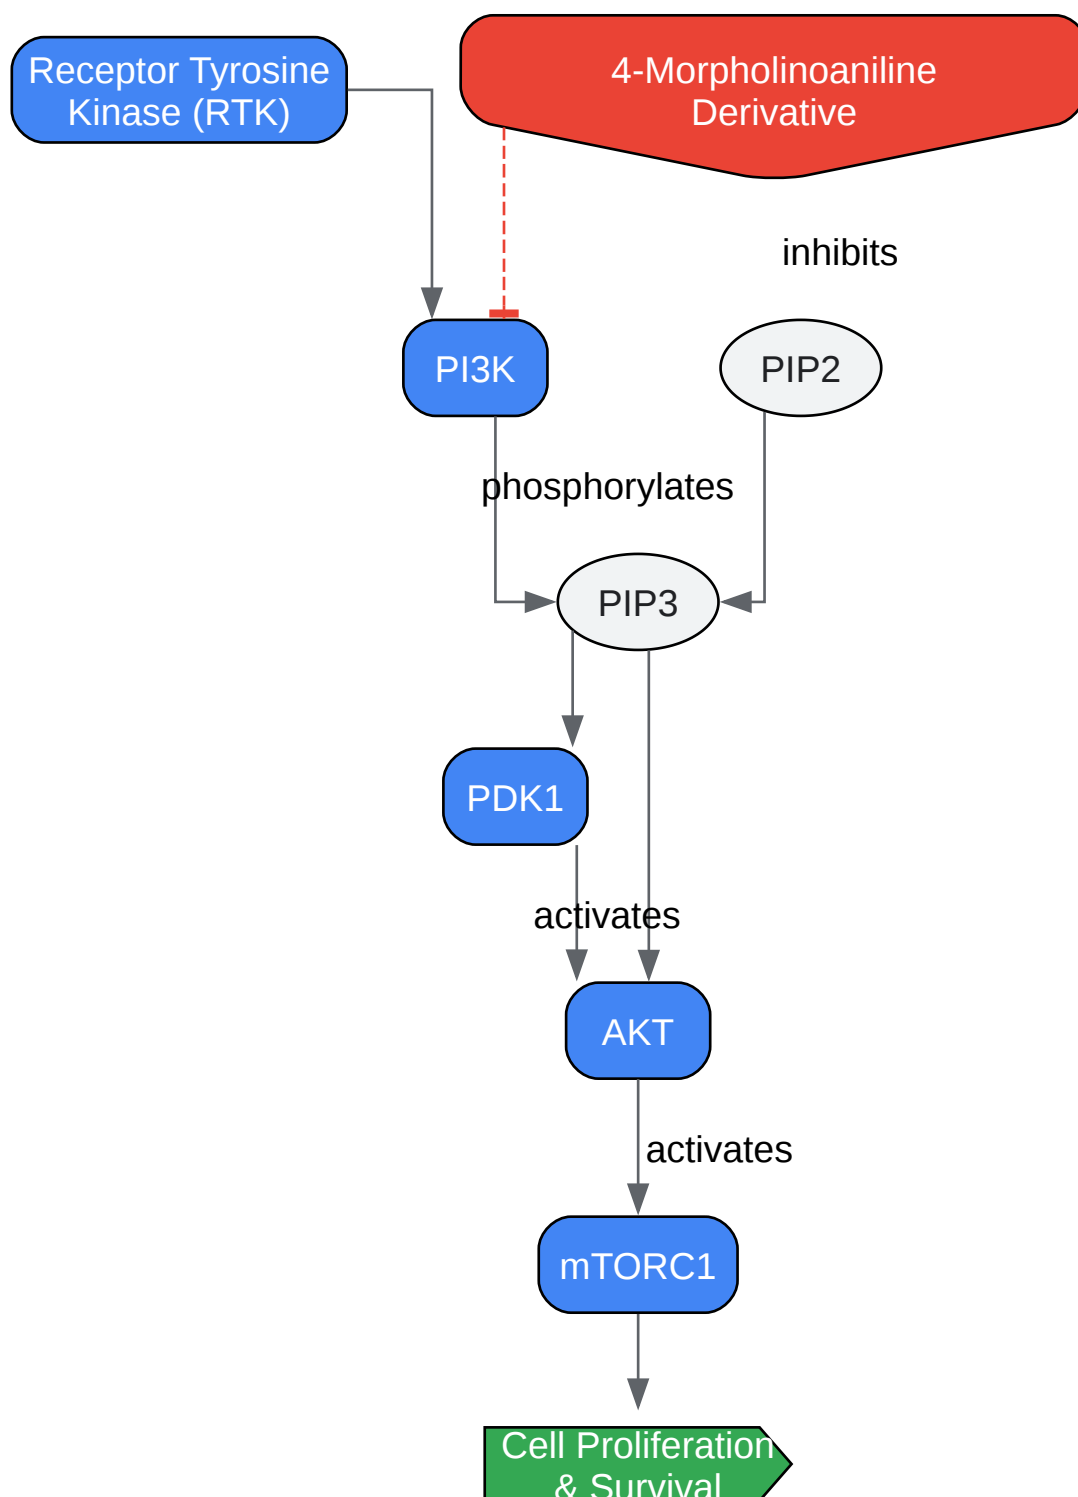 Receptor Tyrosine
Kinase (RTK)
4-Morpholinoaniline
Derivative
inhibits
PI3K
PIP2
phosphorylates
PIP3
PDK1
activates
AKT
activates
mTORC1
Cell Proliferation
& Survival